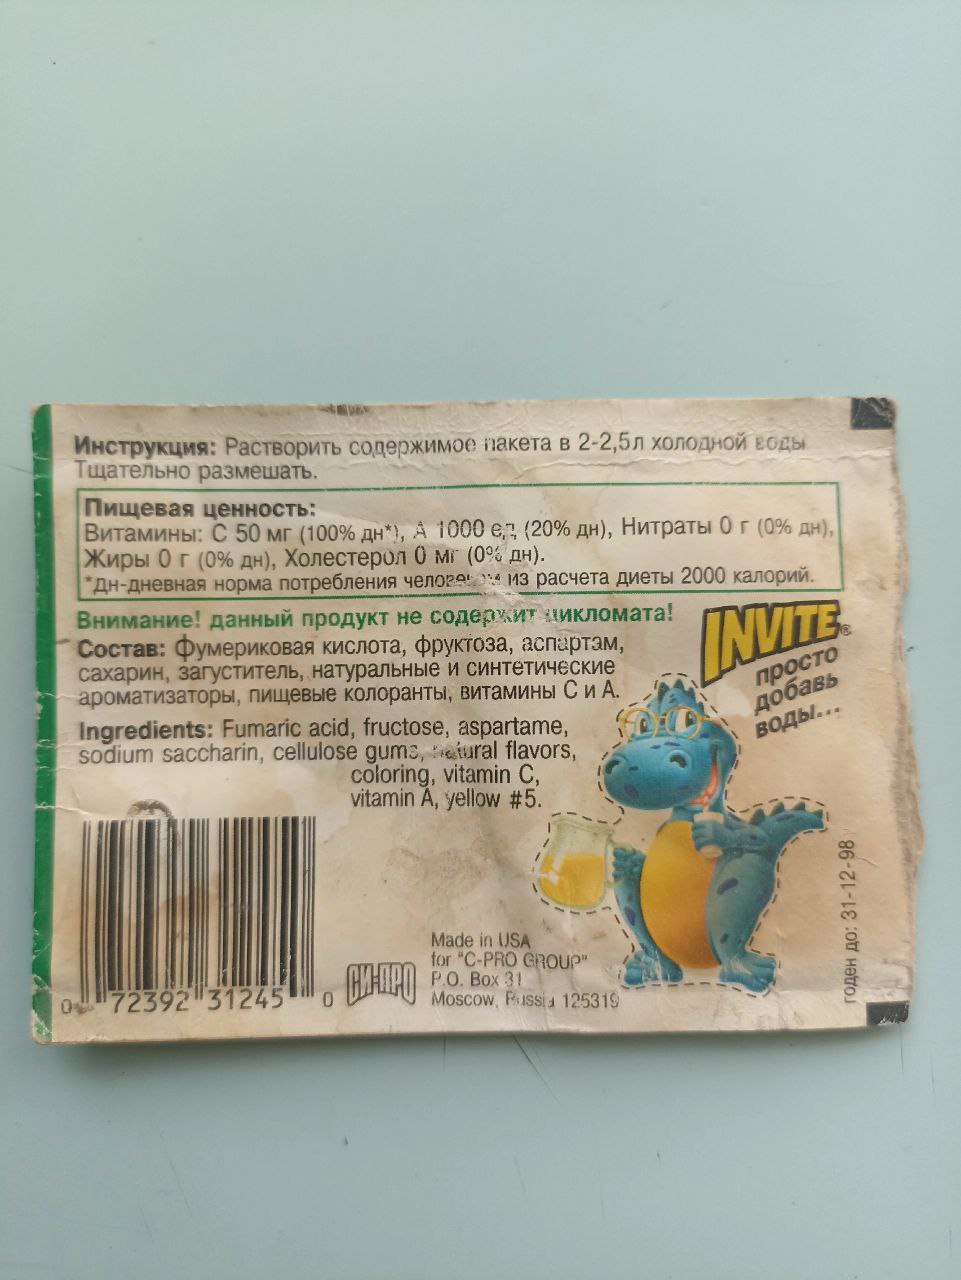 Инструкция: Растворить содержимое пакета в 2-2,5л холодной воды
Тщательно размешать.
Пищевая ценность:
Витамины: С 50 мг (100% дн*), А 1000 ед (20% дн), Нитраты 0 г (0% дн),
Жиры 0 г (0% дн), Холестерол 0 мг (0% дн).
*дн-дневная норма потребления из расчета диеты 2000 калорий.
Внимание! данный продукт не содержит цикломата!
Состав: Фумериковая кислота, фруктоза, аспартам,
сахарин, загуститель, натуральные и синтетические
ароматизаторы, пищевые колоранты, витамины С и А.
Ingredients: Fumaric acid, fructose, aspartame,
sodium saccharin, cellulose gums, natural flavors,
coloring, vitamin C,
vitamin A, yellow #5.
INVITE®
просто
добавь
воды...
0 72392 31245 0
СИ-ПРО
Made in USA
for "C-PRO GROUP"
P.O. Box 31
Moscow, Russia 125319
годен до: 31-12-98